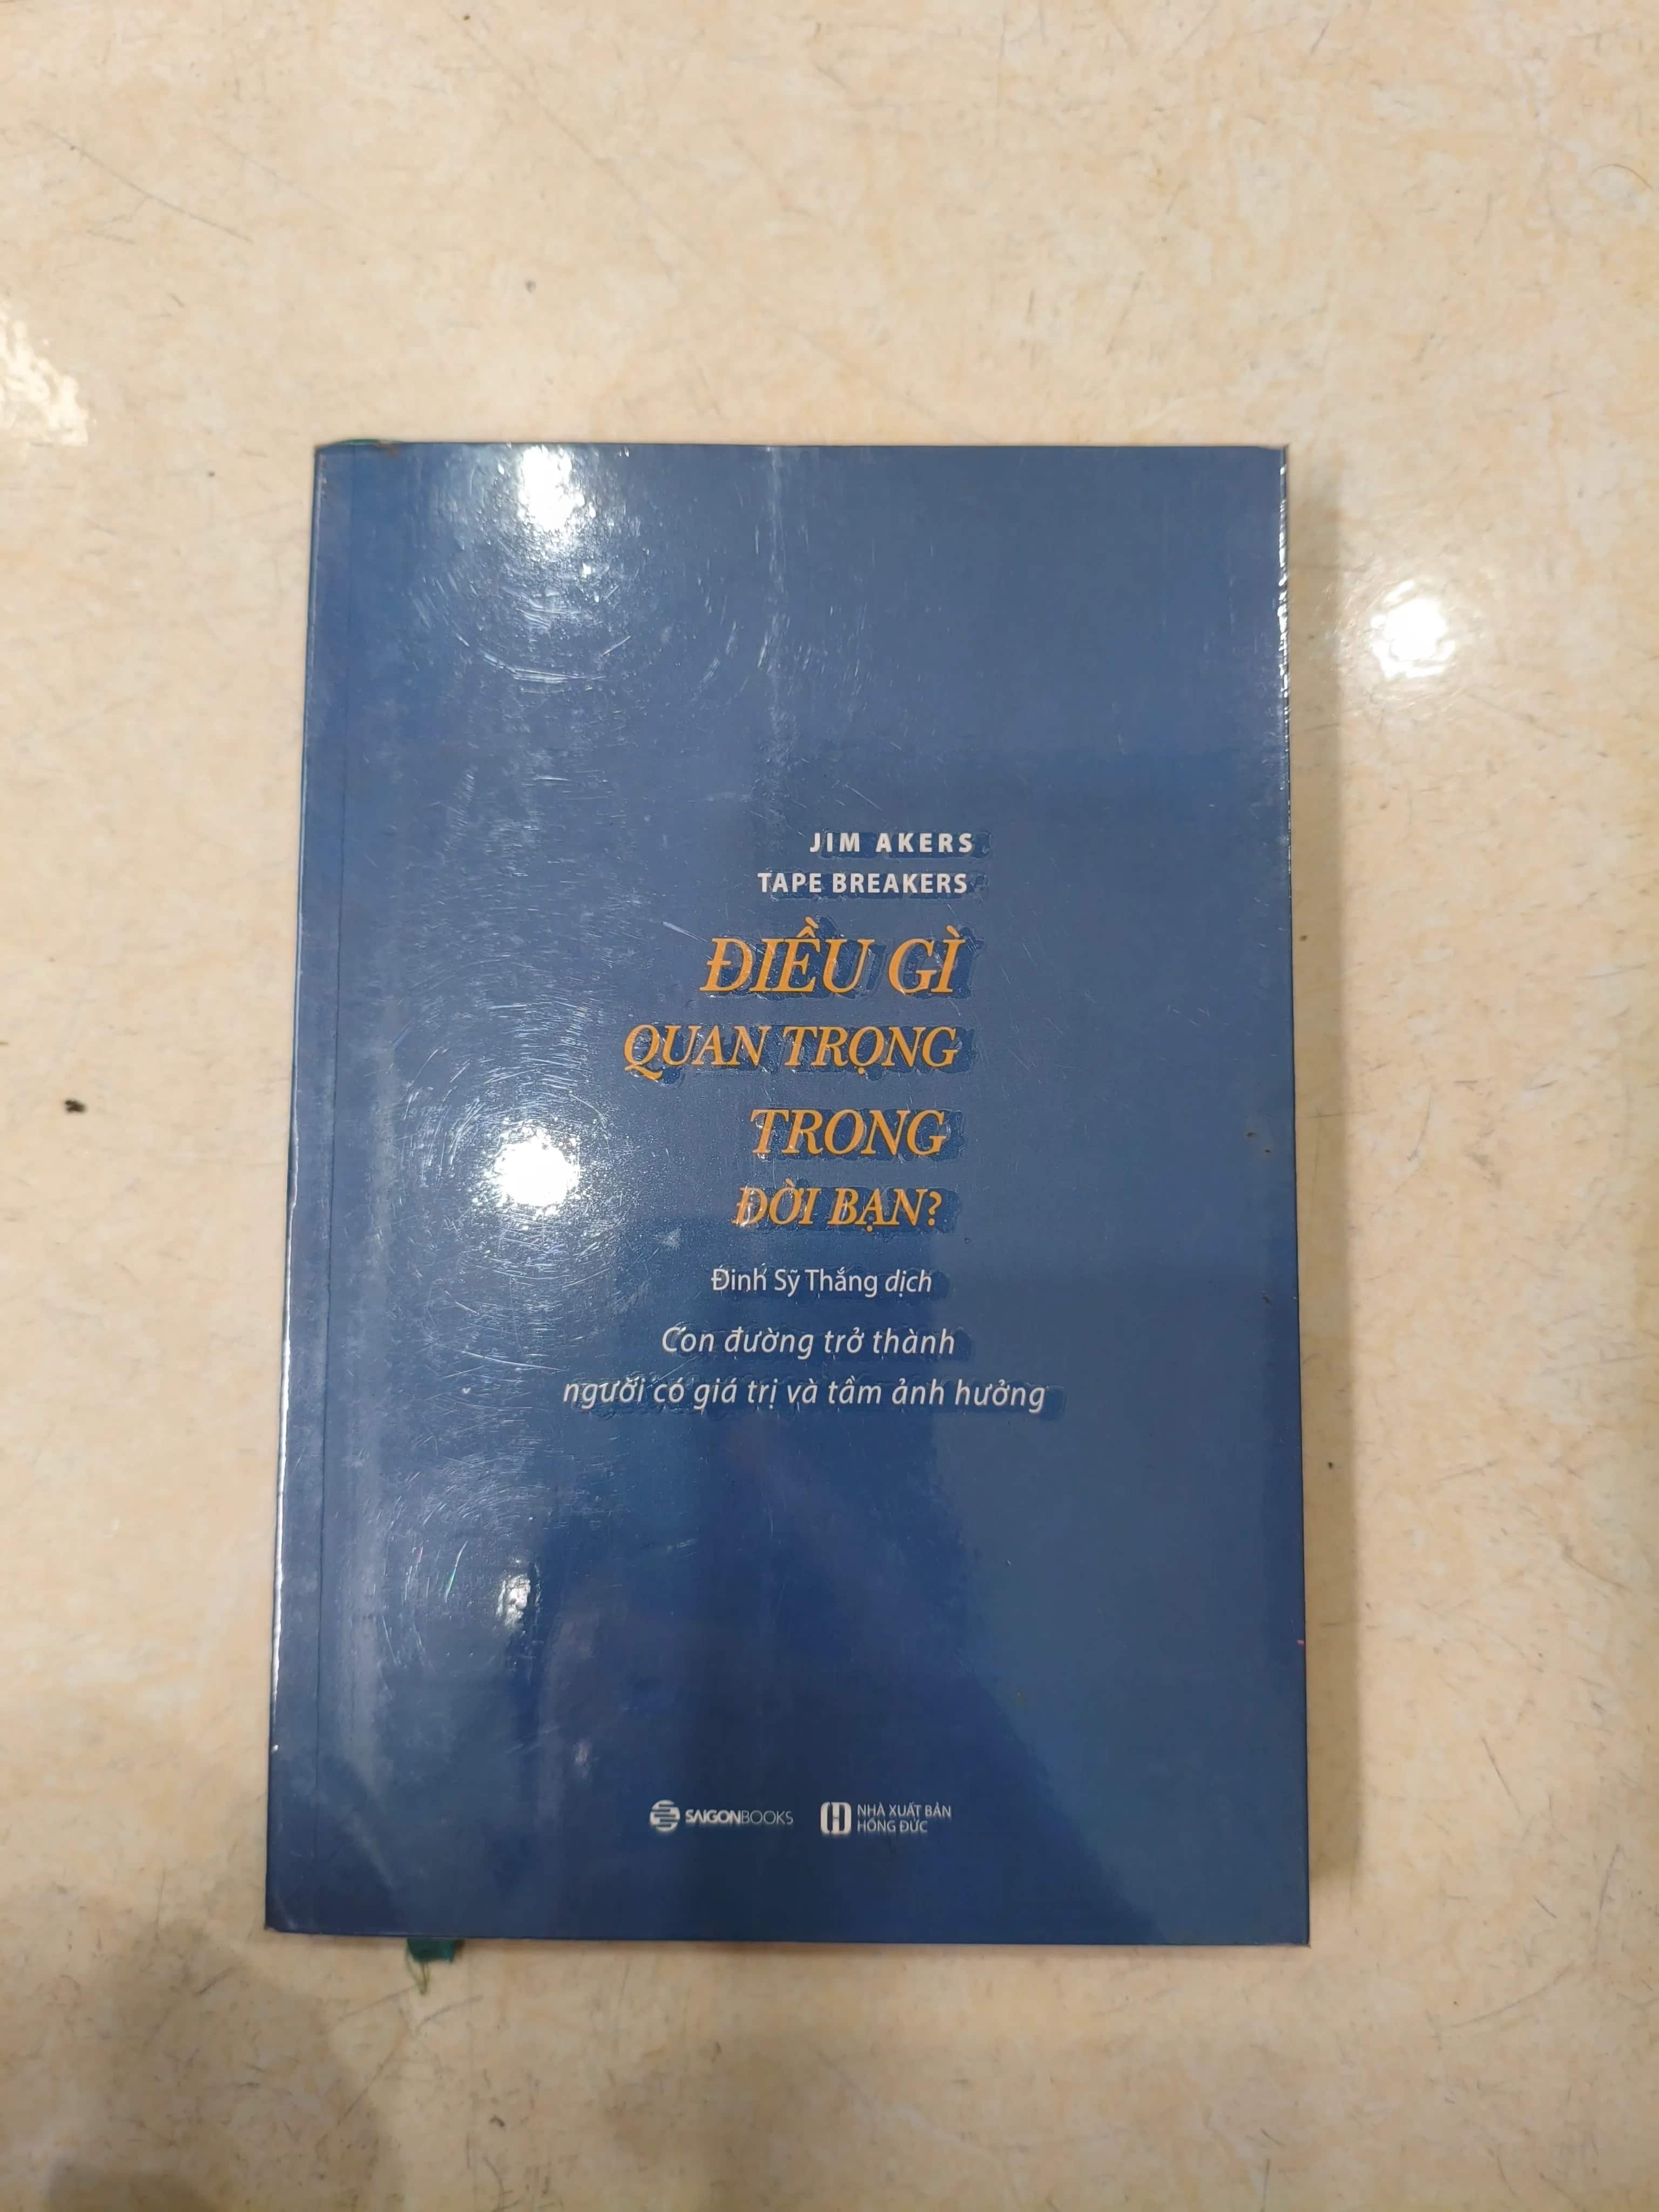 JIM AKERS
TAPE BREAKERS
ĐIỀU GÌ
QUAN TRỌNG
TRONG
ĐỜI BẠN?
Đinh Sỹ Thắng dịch
Con đường trở thành
người có giá trị và tầm ảnh hưởng
SAIGONBOOKS
NHÀ XUẤT BẢN
HỒNG ĐỨC